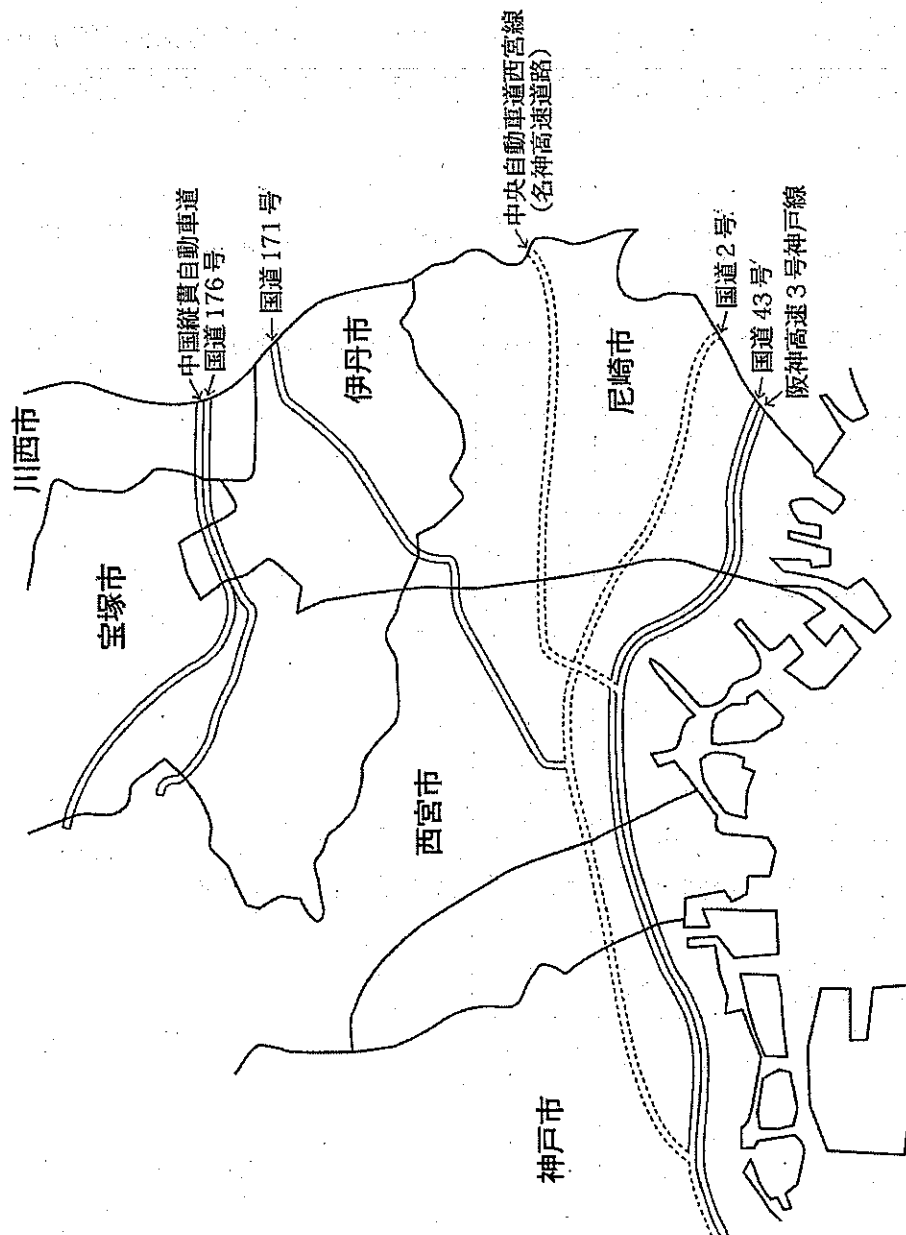 川西市
中国縦貫自動車道
国道176号
国道171号
宝塚市
伊丹市
中央自動車道西宮線
(名神高速道路)
尼崎市
国道2号
国道43号
阪神高速3号神戸線
西宮市
神戸市